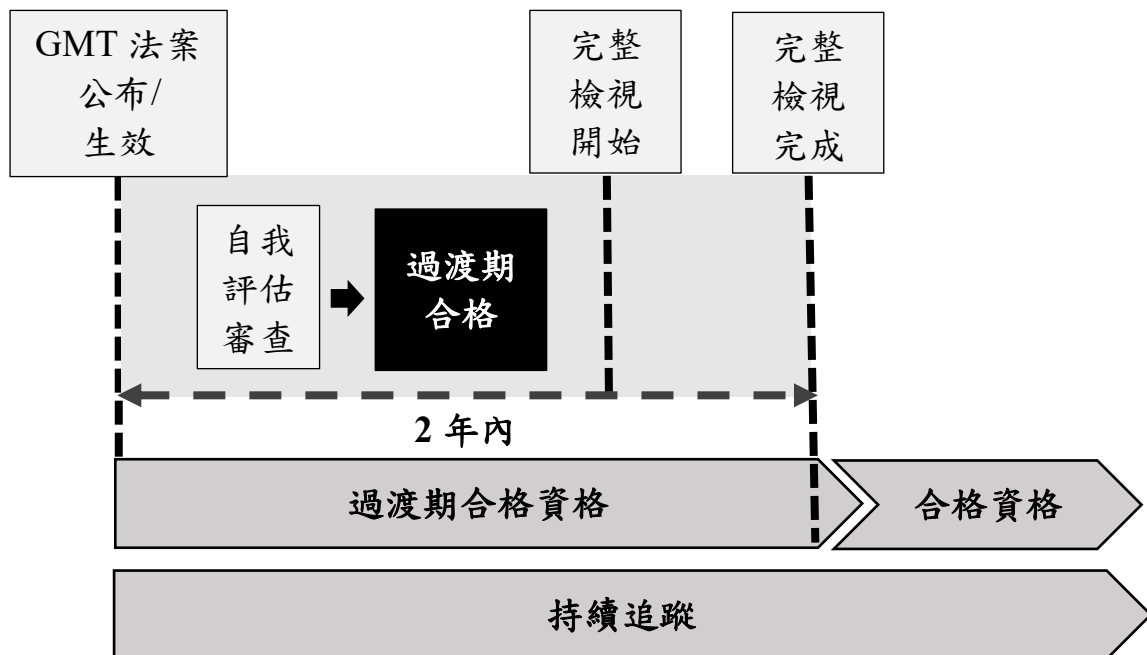 GMT 法案
公布/
生效
完整
檢視
開始
完整
檢視
完成
自我
評估
審查
過渡期
合格
2 年內
過渡期合格資格
合格資格
持續追蹤